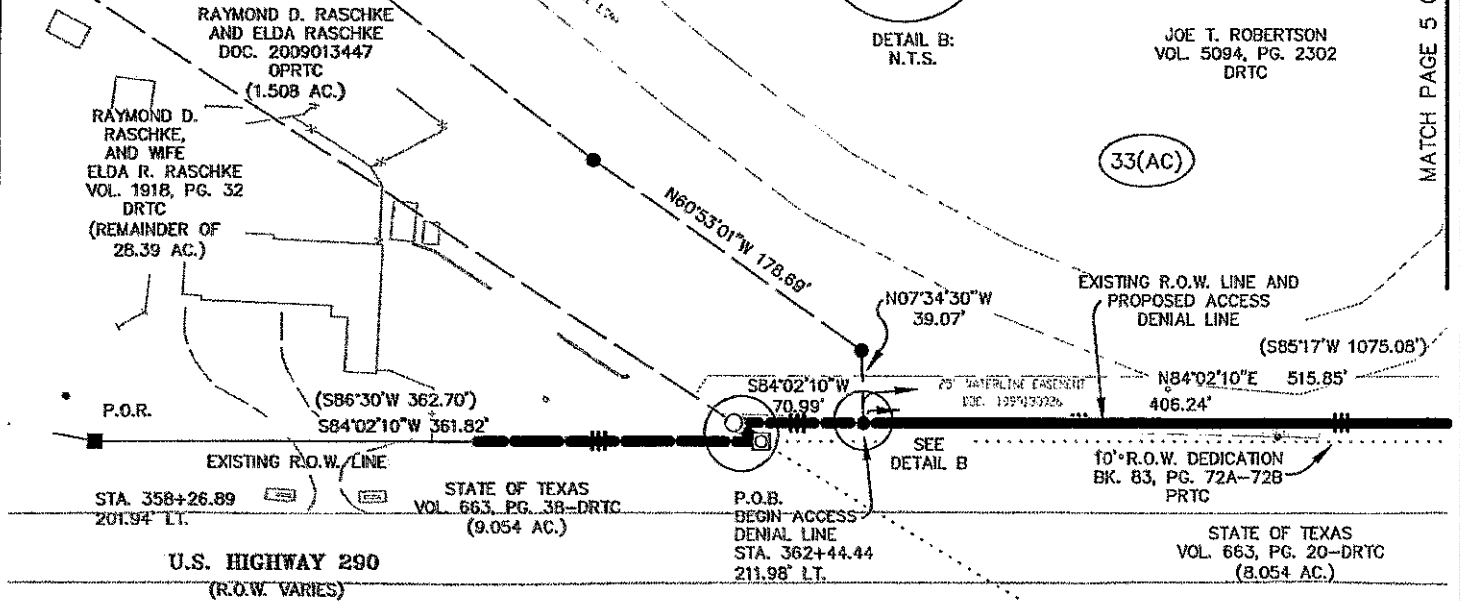 RAYMOND D. RASCHKE
AND ELDA RASCHKE
DOC. 2009013447
OPRTC
(1.508 AC.)
RAYMOND D.
RASCHKE,
AND WIFE
ELDA R. RASCHKE
VOL. 1918, PG. 32
DRTC
(REMAINDER OF
28.39 AC.)
DETAIL B:
N.T.S.
JOE T. ROBERTSON
VOL. 5094, PG. 2302
DRTC
33(AC)
MATCH PAGE 5
N60°53'01"W 178.69'
N07°34'30"W
39.07'
EXISTING R.O.W. LINE AND
PROPOSED ACCESS
DENIAL LINE
(S85°17'W 1075.08')
N84°02'10"E 515.85'
406.24'
S84°02'10"W
70.99'
25' WATERLINE EASEMENT
DOC.
P.O.R.
(S86°30'W 362.70')
S84°02'10"W 361.82'
EXISTING R.O.W. LINE
SEE
DETAIL B
10' R.O.W. DEDICATION
BK. 83, PG. 72A-72B
PRTC
STA. 358+26.89
201.94' LT.
STATE OF TEXAS
VOL. 663, PG. 38-DRTC
(9.054 AC.)
P.O.B.
BEGIN ACCESS
DENIAL LINE
STA. 362+44.44
211.98' LT.
STATE OF TEXAS
VOL. 663, PG. 20-DRTC
(8.054 AC.)
U.S. HIGHWAY 290
(R.O.W. VARIES)